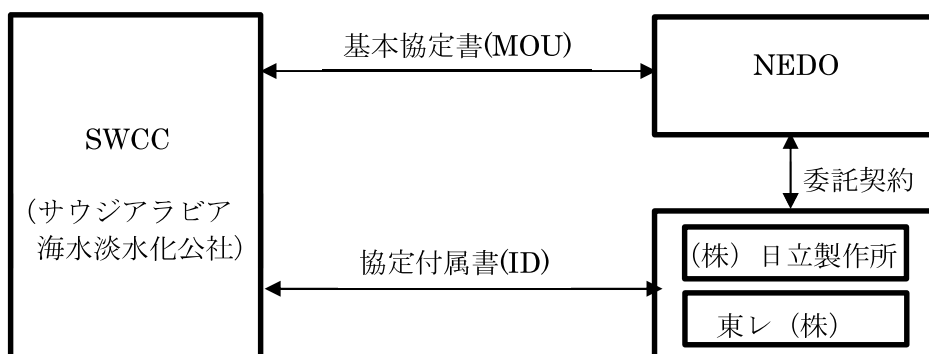 基本協定書(MOU)
NEDO
SWCC
(サウジアラビア
海水淡水化公社)
委託契約
(株) 日立製作所
協定付属書(ID)
東レ (株)